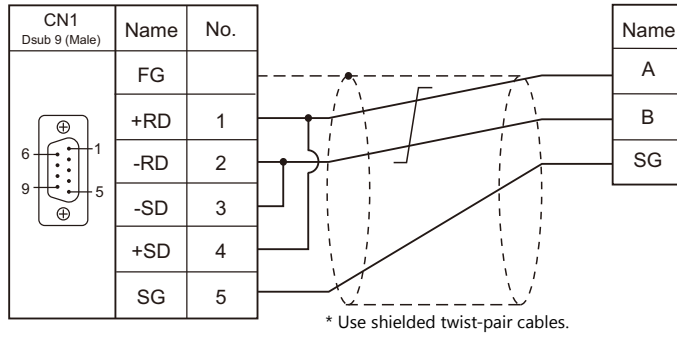 CN1
Dsub 9 (Male)
Name No.
Name
FG
A
+RD 1
B
-RD 2
SG
-SD 3
+SD 4
SG 5
6
1
9
5
* Use shielded twist-pair cables.